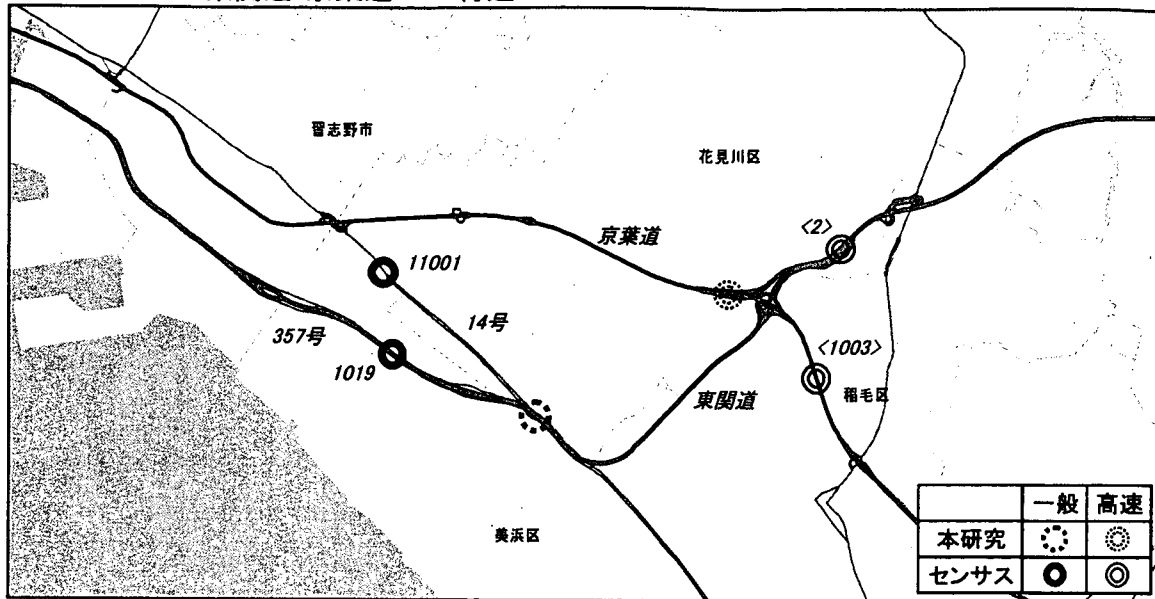 習志野市
花見川区
京葉道
<2>
11001
14号
357号
1019
<1003>
稲毛区
東関道
美浜区
一般 高速
本研究
センサス